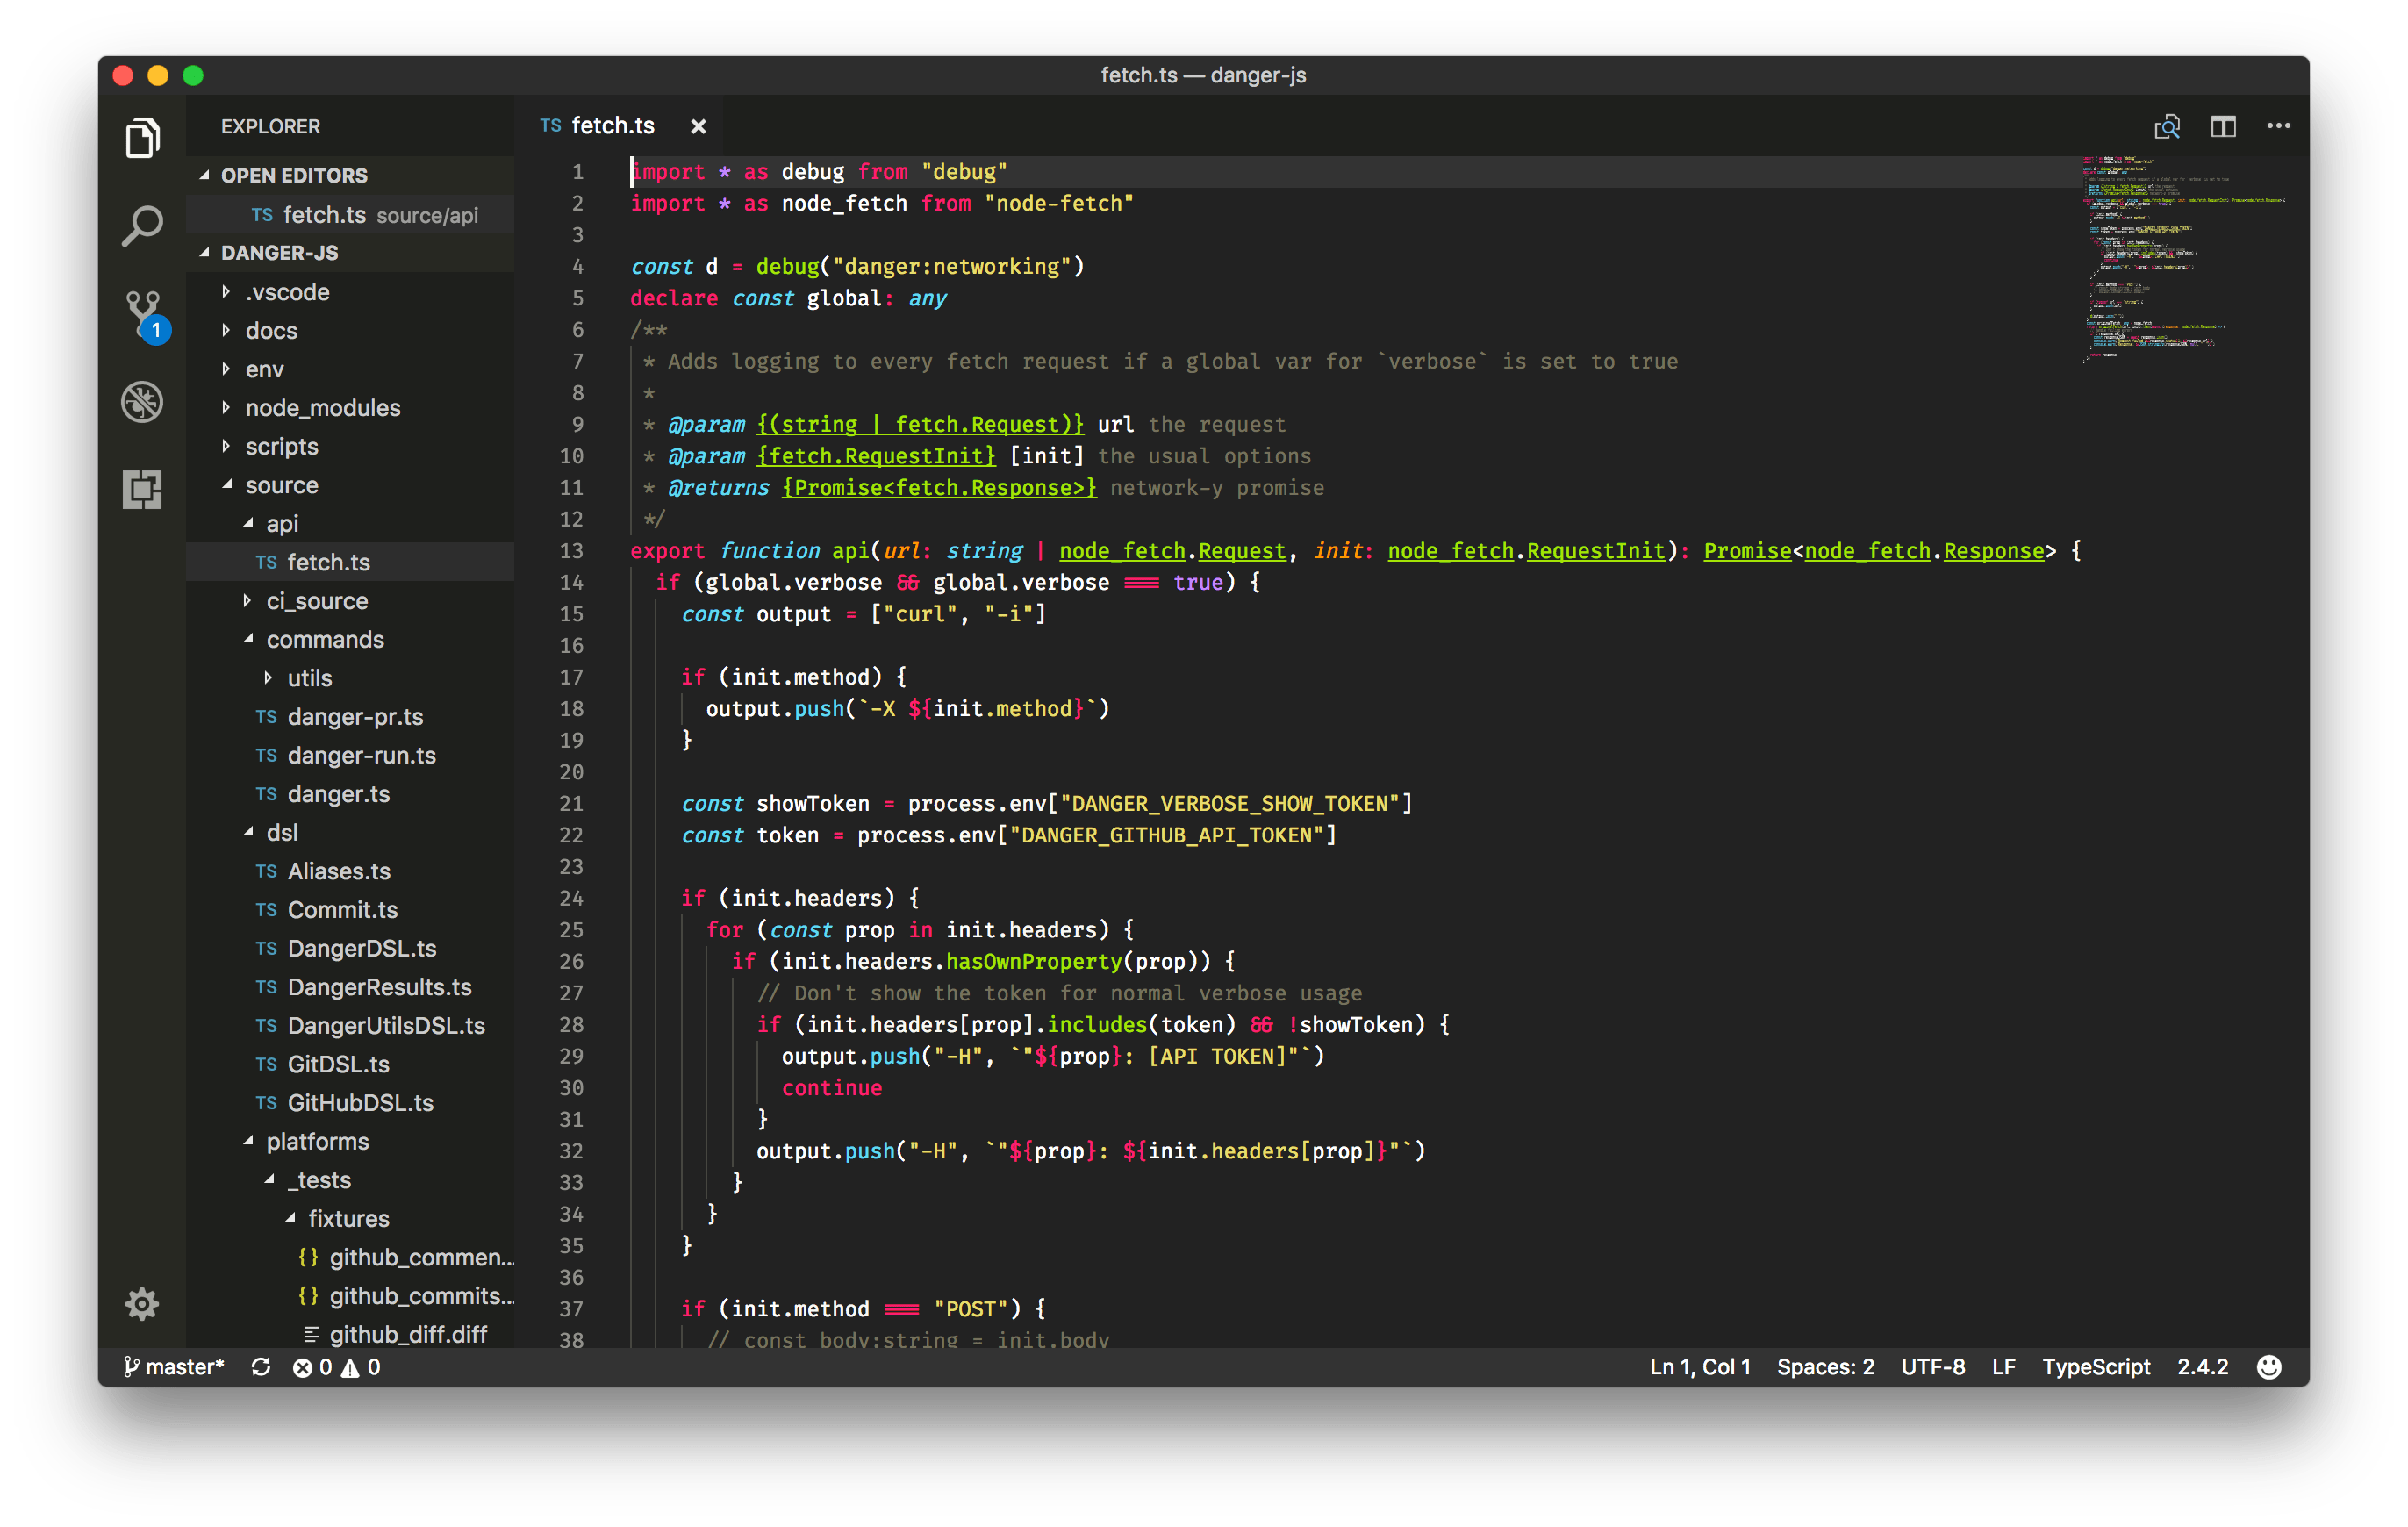 fetch.ts — danger-js
EXPLORER
OPEN EDITORS
TS fetch.ts source/api
DANGER-JS
.vscode
docs
env
node_modules
scripts
source
api
TS fetch.ts
ci_source
commands
utils
TS danger-pr.ts
TS danger-run.ts
TS danger.ts
dsl
TS Aliases.ts
TS Commit.ts
TS DangerDSL.ts
TS DangerResults.ts
TS DangerUtilsDSL.ts
TS GitDSL.ts
TS GitHubDSL.ts
platforms
_tests
fixtures
{} github_commen...
{} github_commits...
github_diff.diff
1
TS fetch.ts ×
1 import * as debug from "debug"
2 import * as node_fetch from "node-fetch"
3
4 const d = debug("danger:networking")
5 declare const global: any
6 /**
7  * Adds logging to every fetch request if a global var for `verbose` is set to true
8  *
9  * @param {(string | fetch.Request)} url the request
10  * @param {fetch.RequestInit} [init] the usual options
11  * @returns {Promise<fetch.Response>} network-y promise
12  */
13 export function api(url: string | node_fetch.Request, init: node_fetch.RequestInit): Promise<node_fetch.Response> {
14   if (global.verbose && global.verbose === true) {
15     const output = ["curl", "-i"]
16
17     if (init.method) {
18       output.push(`-X ${init.method}`)
19     }
20
21     const showToken = process.env["DANGER_VERBOSE_SHOW_TOKEN"]
22     const token = process.env["DANGER_GITHUB_API_TOKEN"]
23
24     if (init.headers) {
25       for (const prop in init.headers) {
26         if (init.headers.hasOwnProperty(prop)) {
27           // Don't show the token for normal verbose usage
28           if (init.headers[prop].includes(token) && !showToken) {
29             output.push("-H", `"${prop}: [API TOKEN]"`)
30             continue
31           }
32           output.push("-H", `"${prop}: ${init.headers[prop]}"`)
33         }
34       }
35     }
36
37     if (init.method === "POST") {
38       // const body:string = init.body
master* 0 0
Ln 1, Col 1 Spaces: 2 UTF-8 LF TypeScript 2.4.2